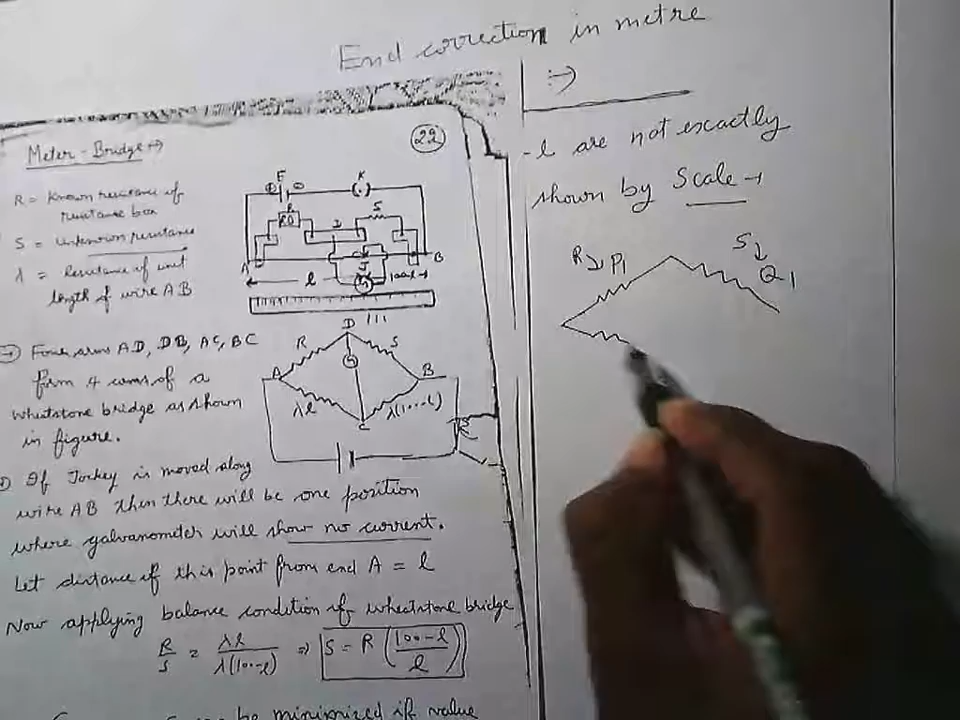 End correction in metre
:→)
- l are not exactly
shown by Scale →
R ↘ P1
S ↓
Q1
22
Meter-Bridge →
R = Known resistance of
resistance box
S = Unknown resistance
λ = Resistance of unit
length of wire AB
E
K
R
S
D
A
B
l
J
100-l →
→ Four arms AD, DB, AC, BC
form 4 arms of a
wheatstone bridge as shown
in figure.
D
R
S
G
A
B
λl
λ(100-l)
C
→ If Jockey is moved along
wire AB then there will be one position
where galvanometer will show no current.
Let distance of this point from end A = l
Now applying balance condition of wheatstone bridge
R/S = λl/λ(100-l) ⇒ S = R (100-l/l)
be minimized if value